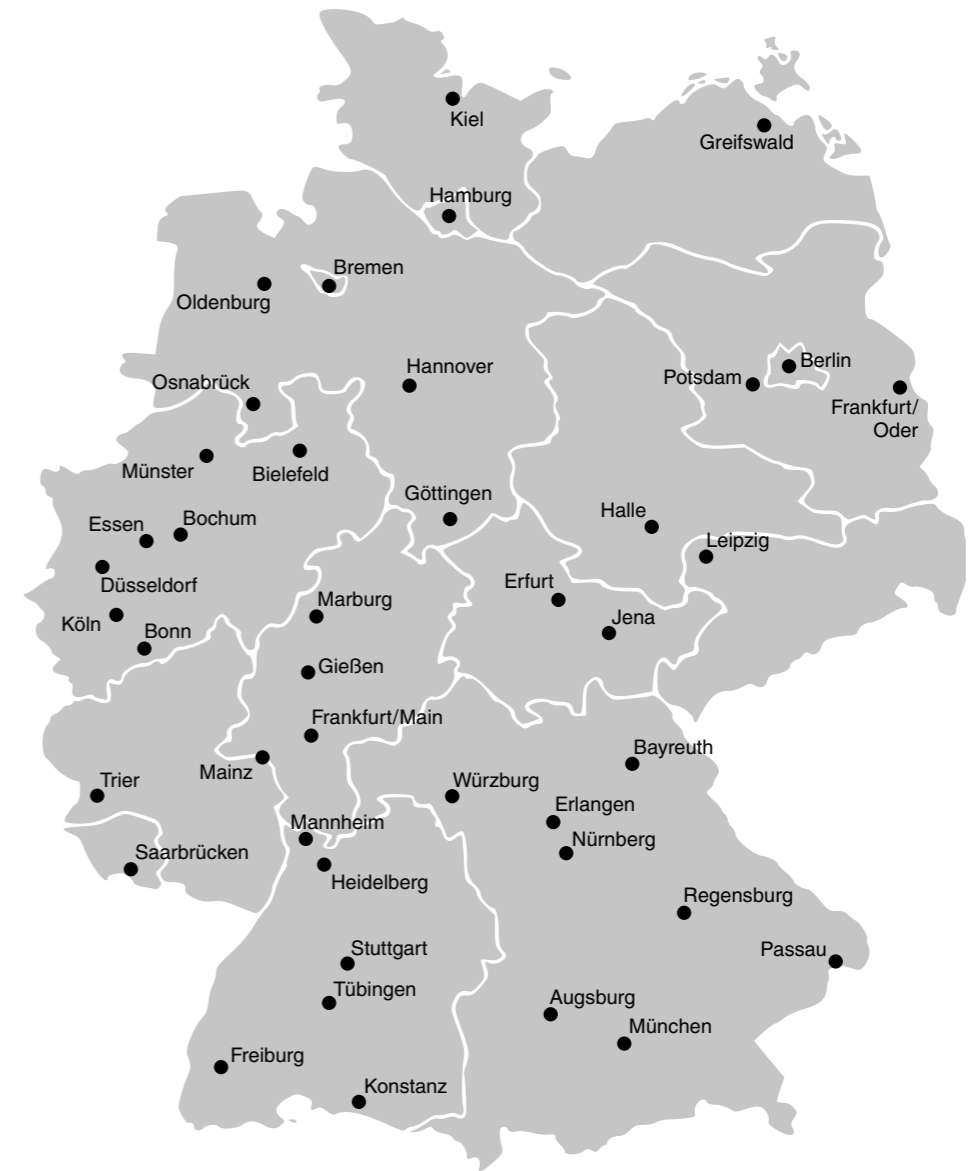 Kiel
Greifswald
Hamburg
Bremen
Oldenburg
Hannover
Berlin
Potsdam
Osnabrück
Frankfurt/
Oder
Münster
Bielefeld
Göttingen
Halle
Essen
Bochum
Leipzig
Düsseldorf
Erfurt
Marburg
Jena
Köln
Bonn
Gießen
Frankfurt/Main
Bayreuth
Mainz
Trier
Würzburg
Erlangen
Mannheim
Nürnberg
Saarbrücken
Heidelberg
Regensburg
Stuttgart
Passau
Tübingen
Augsburg
München
Freiburg
Konstanz